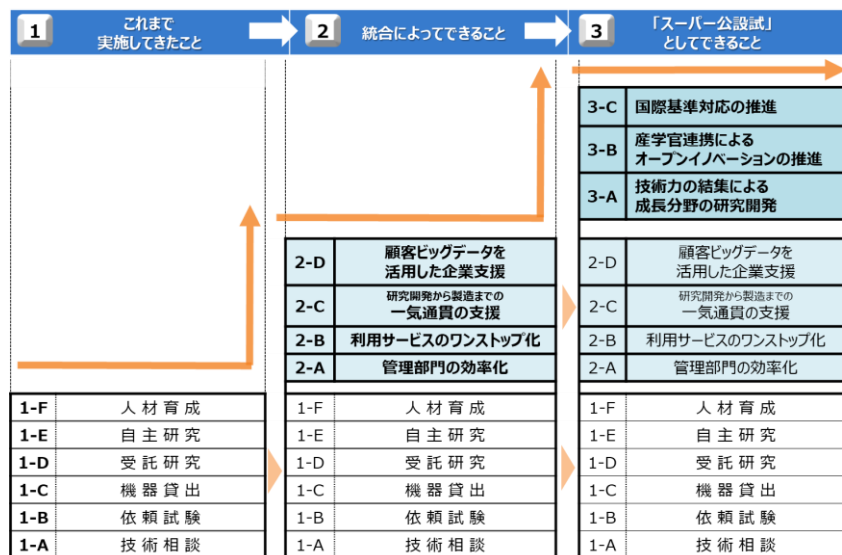 1
これまで
実施してきたこと
2
統合によってできること
3
「スーパー公設試」
としてできること
3-C 国際基準対応の推進
3-B 産学官連携による
オープンイノベーションの推進
3-A 技術力の結集による
成長分野の研究開発
2-D 顧客ビッグデータを
活用した企業支援
2-C 研究開発から製造までの
一気通貫の支援
2-B 利用サービスのワンストップ化
2-A 管理部門の効率化
2-D 顧客ビッグデータを
活用した企業支援
2-C 研究開発から製造までの
一気通貫の支援
2-B 利用サービスのワンストップ化
2-A 管理部門の効率化
1-F 人材育成
1-E 自主研究
1-D 受託研究
1-C 機器貸出
1-B 依頼試験
1-A 技術相談
1-F 人材育成
1-E 自主研究
1-D 受託研究
1-C 機器貸出
1-B 依頼試験
1-A 技術相談
1-F 人材育成
1-E 自主研究
1-D 受託研究
1-C 機器貸出
1-B 依頼試験
1-A 技術相談